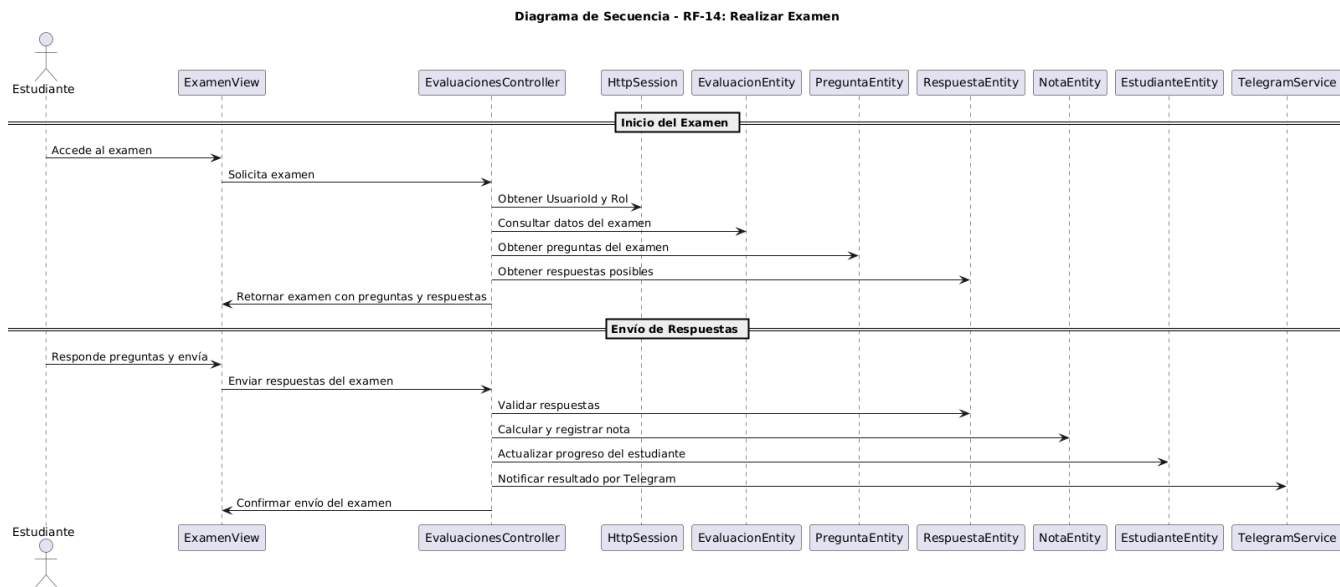 Diagrama de Secuencia - RF-14: Realizar Examen
Estudiante
ExamenView
EvaluacionesController
HttpSession
EvaluacionEntity
PreguntaEntity
RespuestaEntity
NotaEntity
EstudianteEntity
TelegramService
Inicio del Examen
Accede al examen
Solicita examen
Obtener UsuarioId y Rol
Consultar datos del examen
Obtener preguntas del examen
Obtener respuestas posibles
Retornar examen con preguntas y respuestas
Envío de Respuestas
Responde preguntas y envía
Enviar respuestas del examen
Validar respuestas
Calcular y registrar nota
Actualizar progreso del estudiante
Notificar resultado por Telegram
Confirmar envío del examen
Estudiante
ExamenView
EvaluacionesController
HttpSession
EvaluacionEntity
PreguntaEntity
RespuestaEntity
NotaEntity
EstudianteEntity
TelegramService